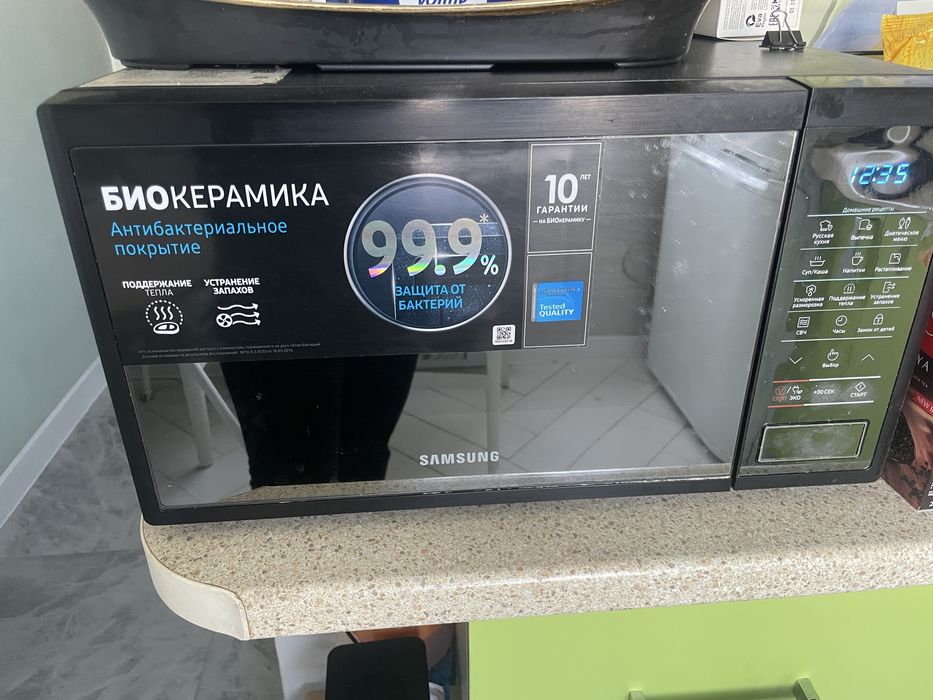 БИОКЕРАМИКА
Антибактериальное
покрытие
ПОДДЕРЖАНИЕ
ТЕПЛА
УСТРАНЕНИЕ
ЗАПАХОВ
99.9*%
ЗАЩИТА ОТ
БАКТЕРИЙ
10 ЛЕТ
ГАРАНТИИ
НА БИОКЕРАМИКУ
Tested
QUALITY
SAMSUNG
12:35
Домашние рецепты
Русская
кухня
Выпечка
Диетическое
меню
Суп/Каша
Напитки
Растапливание
Ускоренная
разморозка
Поддержание
тепла
Устранение
запахов
СВЧ
Часы
Замок от детей
Выбор
СТОП
ЭКО
+30 СЕК
СТАРТ